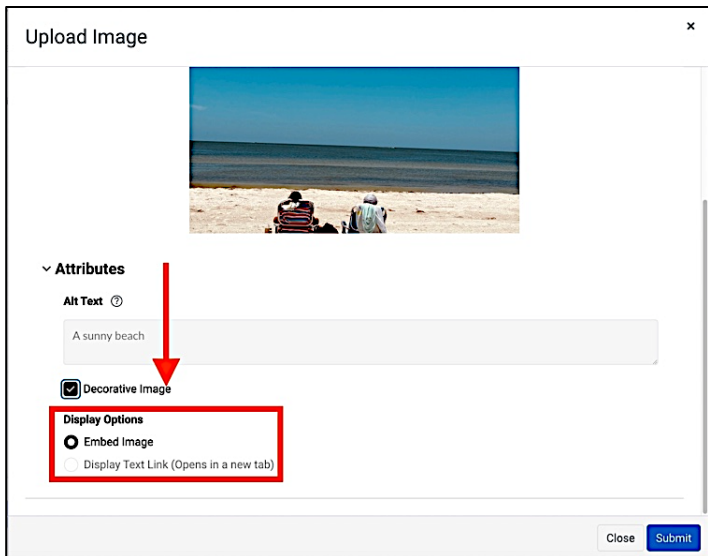 Upload Image
×
Attributes
Alt Text ?
A sunny beach
Decorative Image
Display Options
Embed Image
Display Text Link (Opens in a new tab)
Close Submit